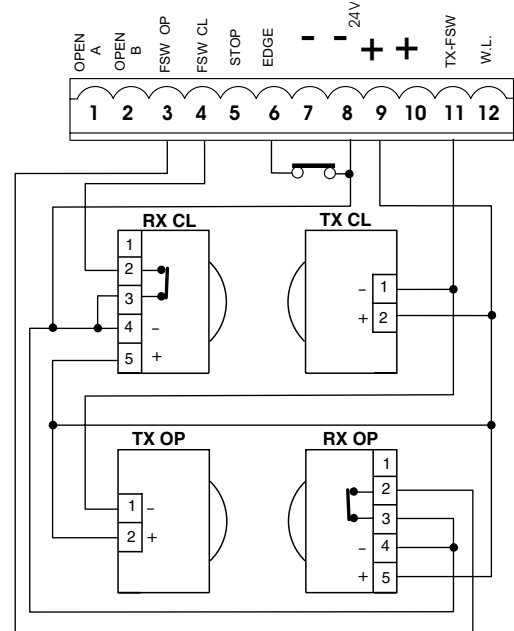 OPEN A
OPEN B
FSW OP
FSW CL
STOP
EDGE
- - 24V
+ +
TX-FSW
W.L.
1 2 3 4 5 6 7 8 9 10 11 12
RX CL
1
2
3
4 -
5 +
TX CL
- 1
+ 2
TX OP
1 -
2 +
RX OP
1
2
3
- 4
+ 5